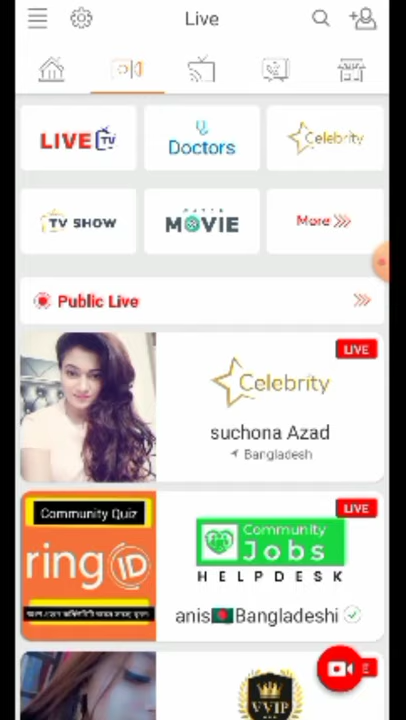 Live
LIVE TV
Doctors
Celebrity
TV SHOW
MOVIE
More
Public Live
LIVE
Celebrity
suchona Azad
Bangladesh
LIVE
Community Quiz
Community
Jobs
ring ID
HELPDESK
anis🇧🇩Bangladeshi
VVIP